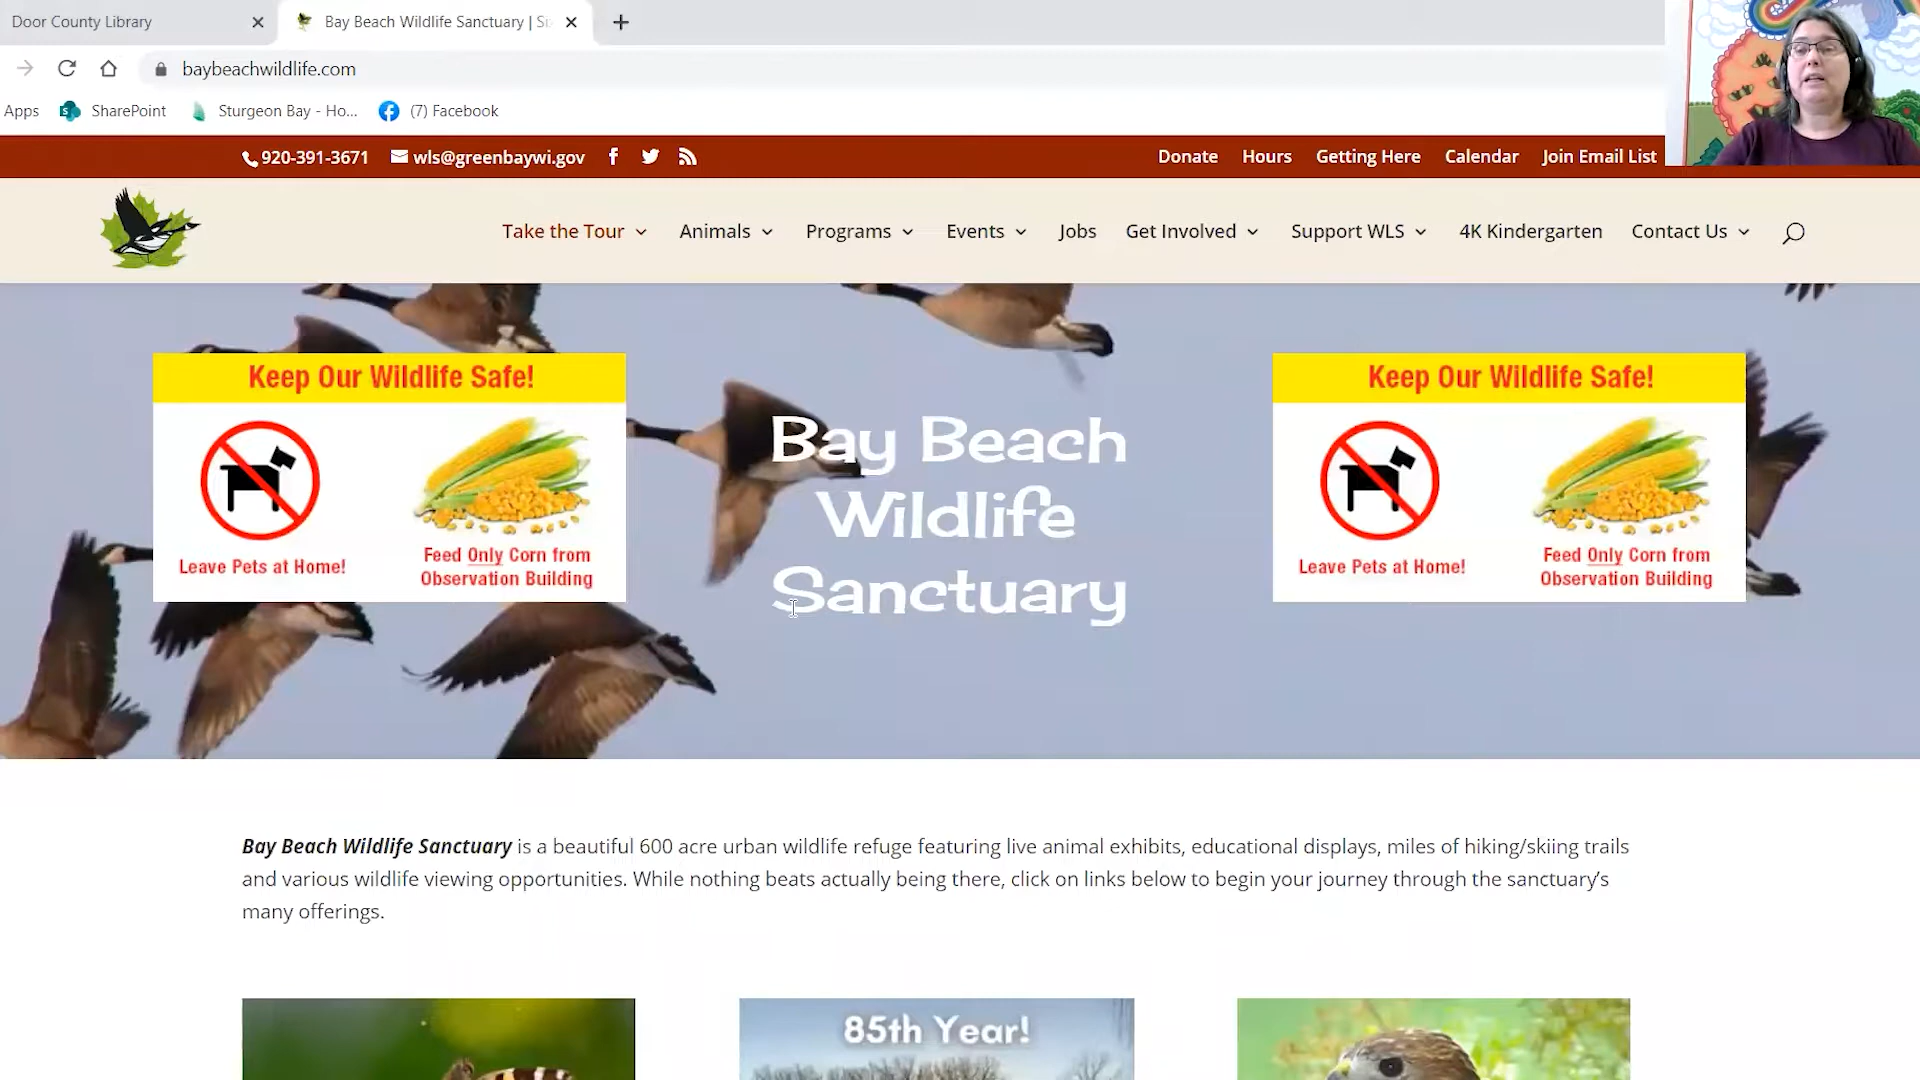 Door County Library
Bay Beach Wildlife Sanctuary | Si
baybeachwildlife.com
Apps
SharePoint
Sturgeon Bay - Ho...
(7) Facebook
920-391-3671
wls@greenbaywi.gov
Donate
Hours
Getting Here
Calendar
Join Email List
Take the Tour
Animals
Programs
Events
Jobs
Get Involved
Support WLS
4K Kindergarten
Contact Us
Keep Our Wildlife Safe!
Leave Pets at Home!
Feed Only Corn from
Observation Building
Bay Beach
Wildlife
Sanctuary
Keep Our Wildlife Safe!
Leave Pets at Home!
Feed Only Corn from
Observation Building
Bay Beach Wildlife Sanctuary is a beautiful 600 acre urban wildlife refuge featuring live animal exhibits, educational displays, miles of hiking/skiing trails
and various wildlife viewing opportunities. While nothing beats actually being there, click on links below to begin your journey through the sanctuary's
many offerings.
85th Year!